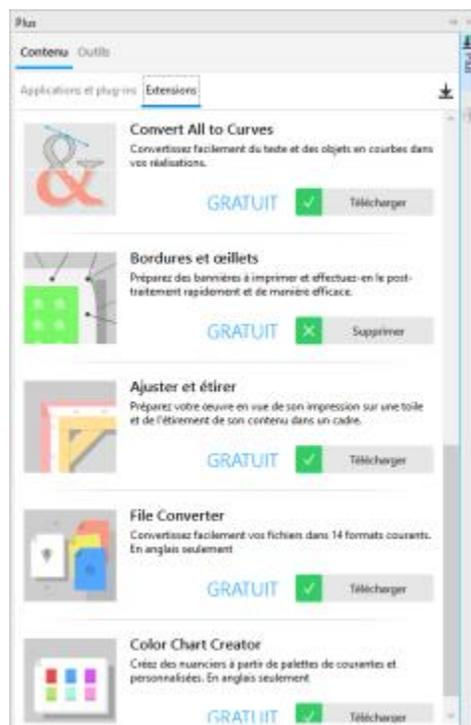 Plus
Contenu Outils
Plus
Applications et plug-ins Extensions
Convert All to Curves
Convertissez facilement du texte et des objets en courbes dans
vos réalisations.
GRATUIT Télécharger
Bordures et œillets
Préparez des bannières à imprimer et effectuez-en le post-
traitement rapidement et de manière efficace.
GRATUIT Supprimer
Ajuster et étirer
Préparez votre œuvre en vue de son impression sur une toile
et de l'étirement de son contenu dans un cadre.
GRATUIT Télécharger
File Converter
Convertissez facilement vos fichiers dans 14 formats courants.
En anglais seulement
GRATUIT Télécharger
Color Chart Creator
Créez des nuanciers à partir de palettes de courantes et
personnalisées. En anglais seulement
GRATUIT Télécharger